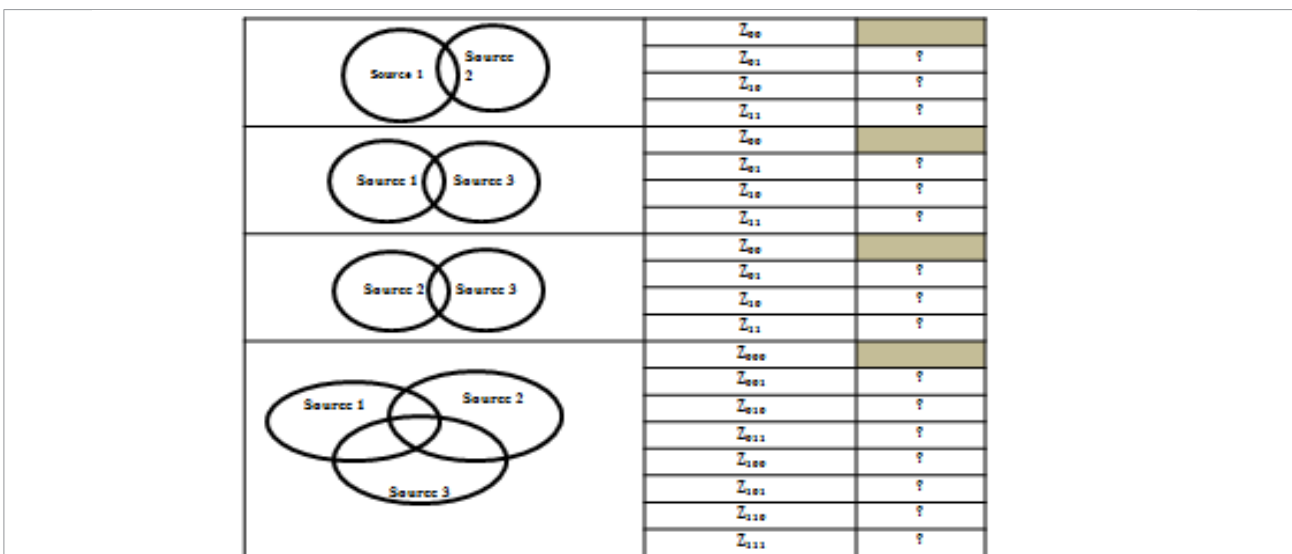 Z₀₀
Source 1
Source
2
Z₀₁ ?
Z₁₀ ?
Z₁₁ ?
Z₀₀
Source 1 Source 3
Z₀₁ ?
Z₁₀ ?
Z₁₁ ?
Z₀₀
Source 2 Source 3
Z₀₁ ?
Z₁₀ ?
Z₁₁ ?
Z₀₀₀
Z₀₀₁ ?
Source 1 Source 2
Z₀₁₀ ?
Z₀₁₁ ?
Z₁₀₀ ?
Source 3
Z₁₀₁ ?
Z₁₁₀ ?
Z₁₁₁ ?